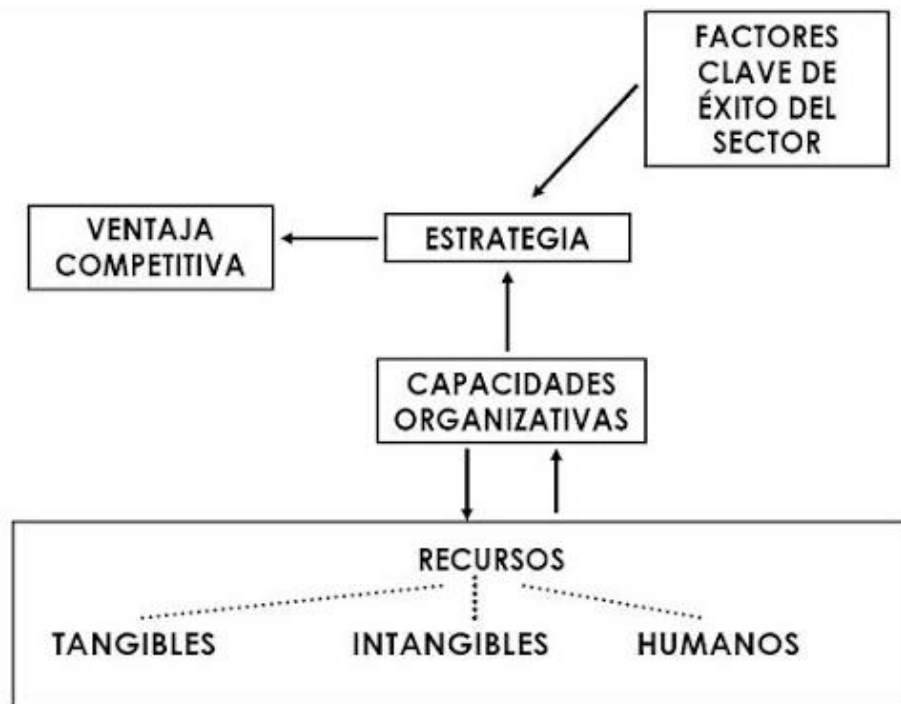 FACTORES
CLAVE DE
ÉXITO DEL
SECTOR
VENTAJA
COMPETITIVA
ESTRATEGIA
CAPACIDADES
ORGANIZATIVAS
RECURSOS
TANGIBLES
INTANGIBLES
HUMANOS